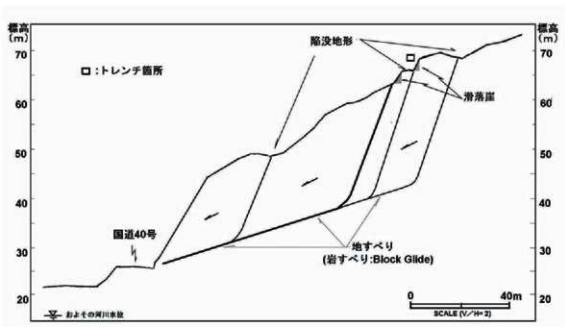 標高
(m)
標高
(m)
陥没地形
70
70
□:トレンチ箇所
滑落崖
60
60
50
50
40
40
国道40号
地すべり
(岩すべり:Block Glide)
30
30
0
40m
20
SCALE (V/H=2)
20
およその河川水位